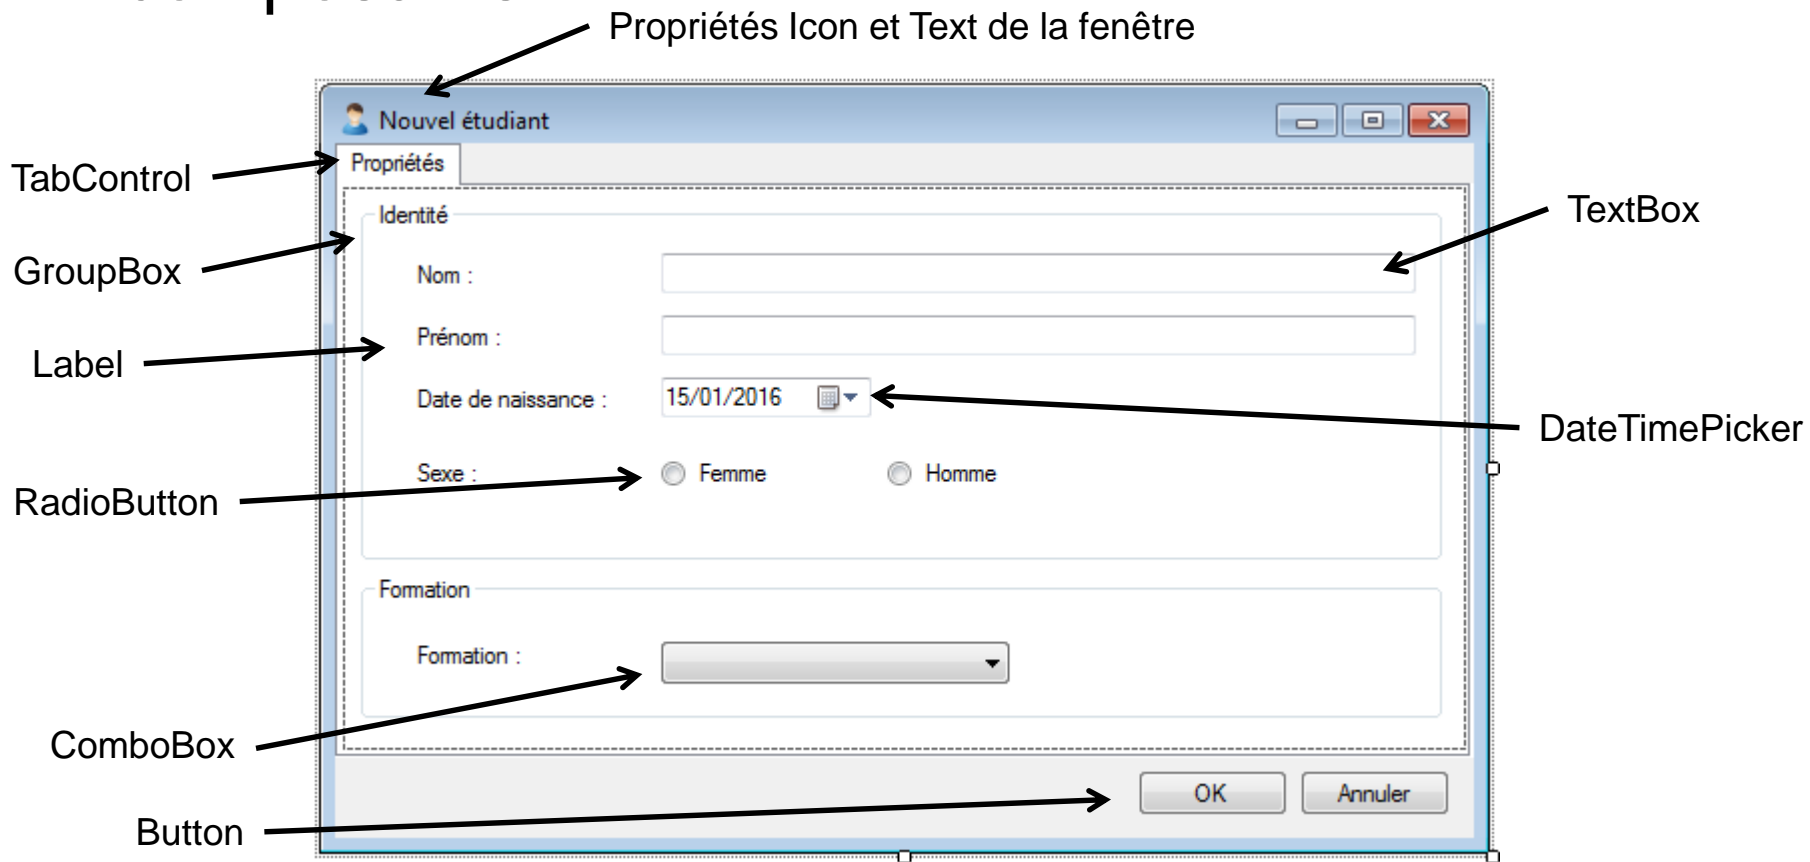 Propriétés Icon et Text de la fenêtre
Nouvel étudiant
TabControl
Propriétés
Identité
TextBox
GroupBox
Nom :
Label
Prénom :
Date de naissance :
15/01/2016
DateTimePicker
RadioButton
Sexe :
Femme
Homme
Formation
Formation :
ComboBox
OK
Annuler
Button